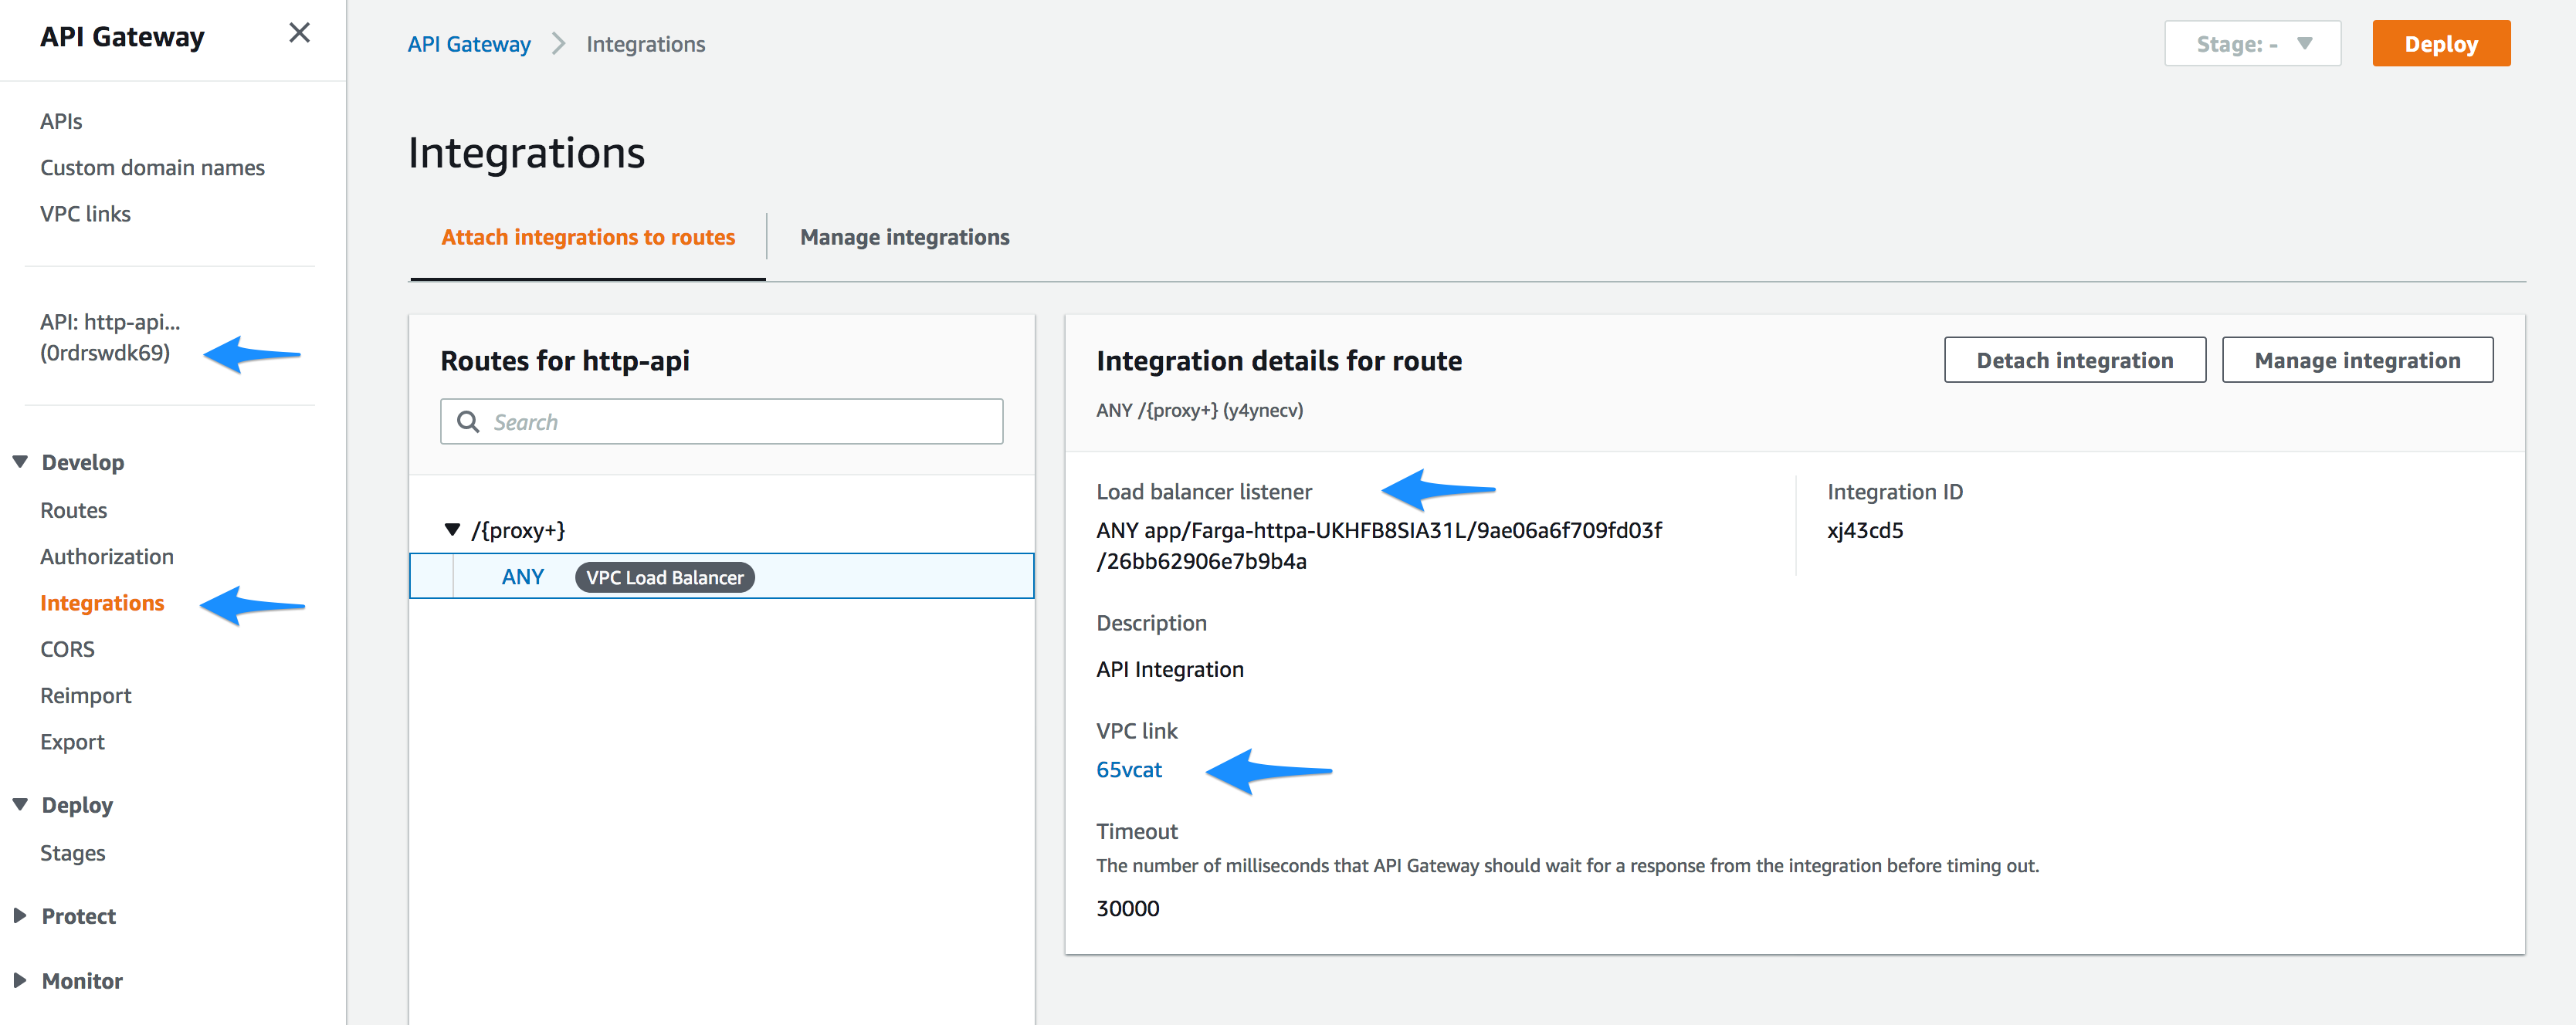 API Gateway
APIs
Custom domain names
VPC links
API: http-api...
(0rdrswdk69)
Develop
Routes
Authorization
Integrations
CORS
Reimport
Export
Deploy
Stages
Protect
Monitor
API Gateway
Integrations
Stage: -
Deploy
Integrations
Attach integrations to routes
Manage integrations
Routes for http-api
Search
/{proxy+}
ANY
VPC Load Balancer
Integration details for route
Detach integration
Manage integration
ANY /{proxy+} (y4ynecv)
Load balancer listener
ANY app/Farga-httpa-UKHFB8SIA31L/9ae06a6f709fd03f
/26bb62906e7b9b4a
Integration ID
xj43cd5
Description
API Integration
VPC link
65vcat
Timeout
The number of milliseconds that API Gateway should wait for a response from the integration before timing out.
30000